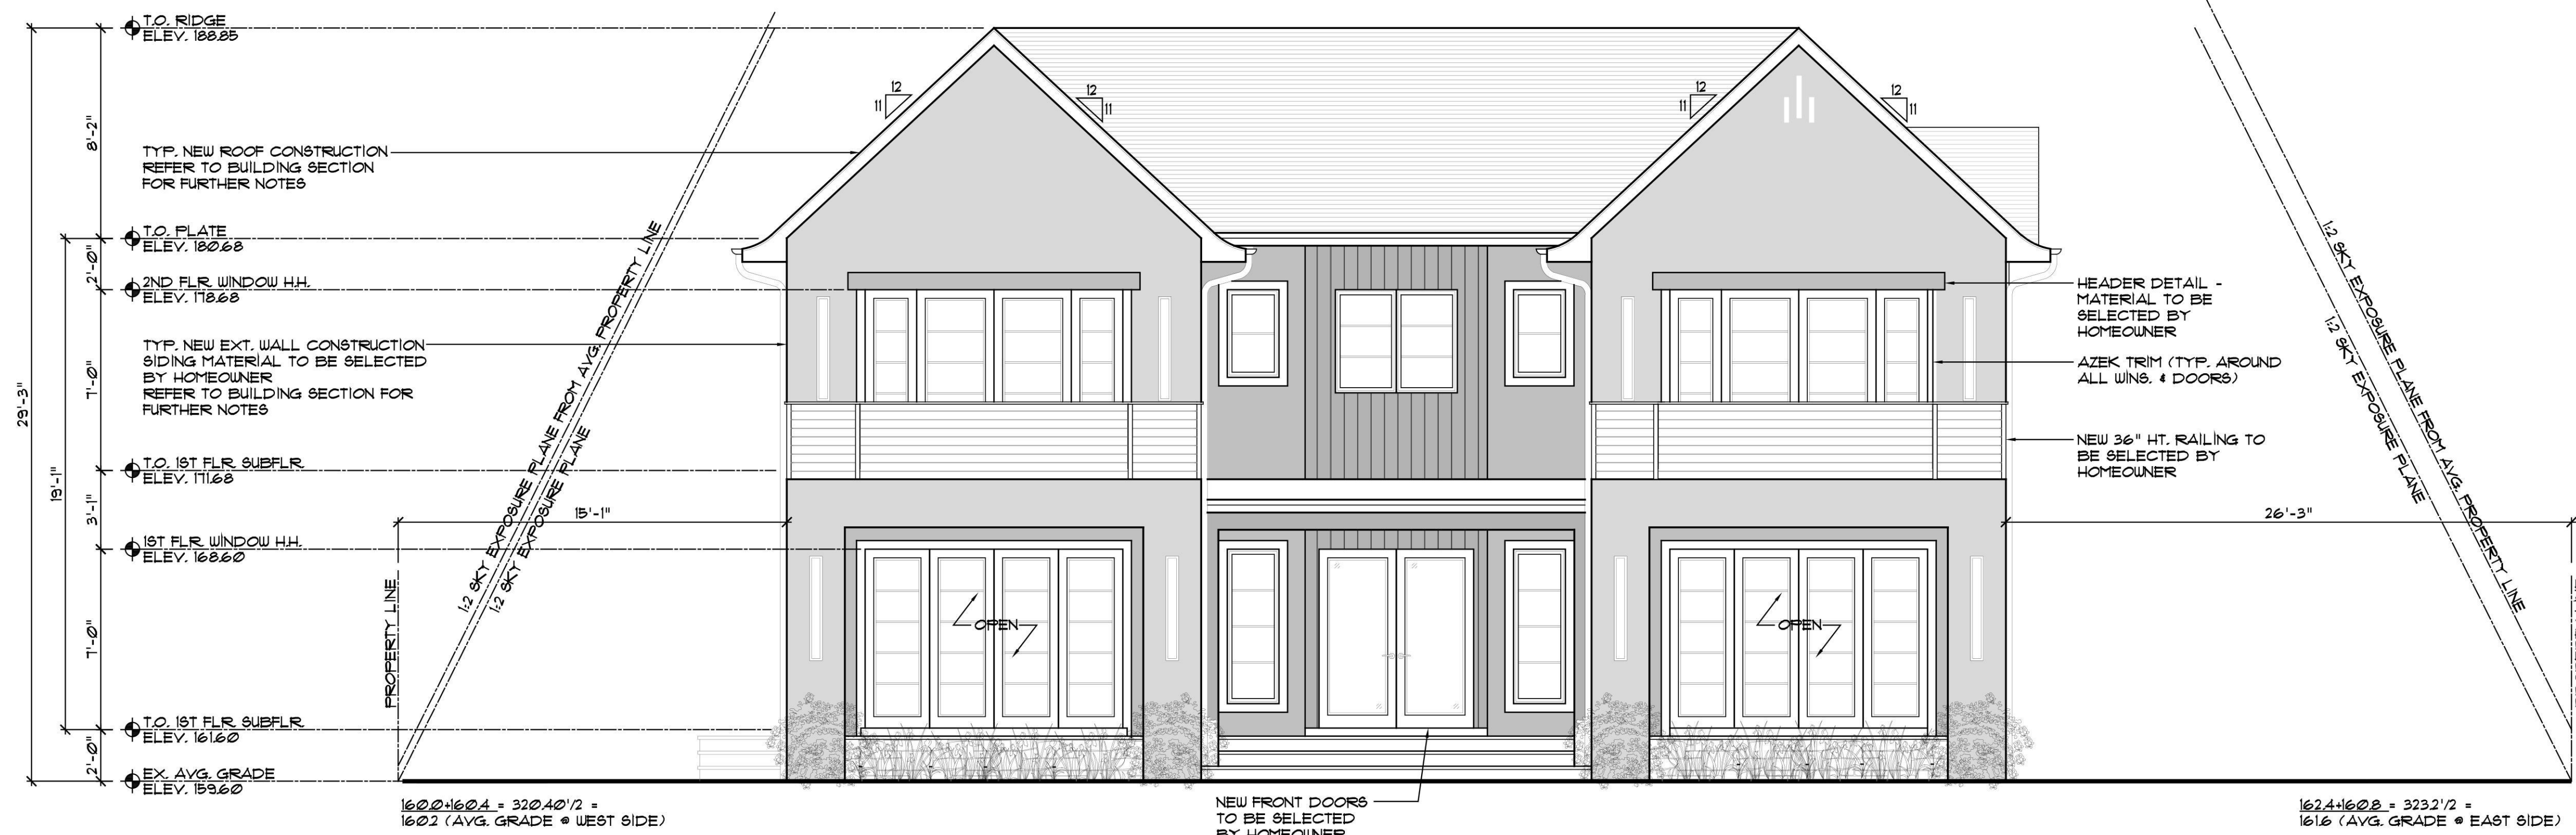 T.O. RIDGE
ELEV. 188.85
8'-2"
12
11
12
11
12
11
12
11
TYP. NEW ROOF CONSTRUCTION
REFER TO BUILDING SECTION
FOR FURTHER NOTES
T.O. PLATE
ELEV. 180.68
2'-0"
2ND FLR. WINDOW H.H.
ELEV. 178.68
TYP. NEW EXT. WALL CONSTRUCTION
SIDING MATERIAL TO BE SELECTED
BY HOMEOWNER
REFER TO BUILDING SECTION FOR
FURTHER NOTES
7'-0"
29'-3"
19'-1"
T.O. 1ST FLR. SUBFLR.
ELEV. 171.68
3'-1"
1ST FLR. WINDOW H.H.
ELEV. 168.60
7'-0"
T.O. 1ST FLR. SUBFLR.
ELEV. 161.60
2'-0"
EX. AVG. GRADE
ELEV. 159.60
PROPERTY LINE
15'-1"
1:2 SKY EXPOSURE PLANE FROM AVG. PROPERTY LINE
1:2 SKY EXPOSURE PLANE
OPEN
OPEN
HEADER DETAIL -
MATERIAL TO BE
SELECTED BY
HOMEOWNER
AZEK TRIM (TYP. AROUND
ALL WINS. & DOORS)
NEW 36" HT. RAILING TO
BE SELECTED BY
HOMEOWNER
1:2 SKY EXPOSURE PLANE FROM AVG. PROPERTY LINE
1:2 SKY EXPOSURE PLANE
26'-3"
160.0+160.4 = 320.40'/2 =
160.2 (AVG. GRADE @ WEST SIDE)
NEW FRONT DOORS
TO BE SELECTED
BY HOMEOWNER
162.4+160.8 = 323.2'/2 =
161.6 (AVG. GRADE @ EAST SIDE)